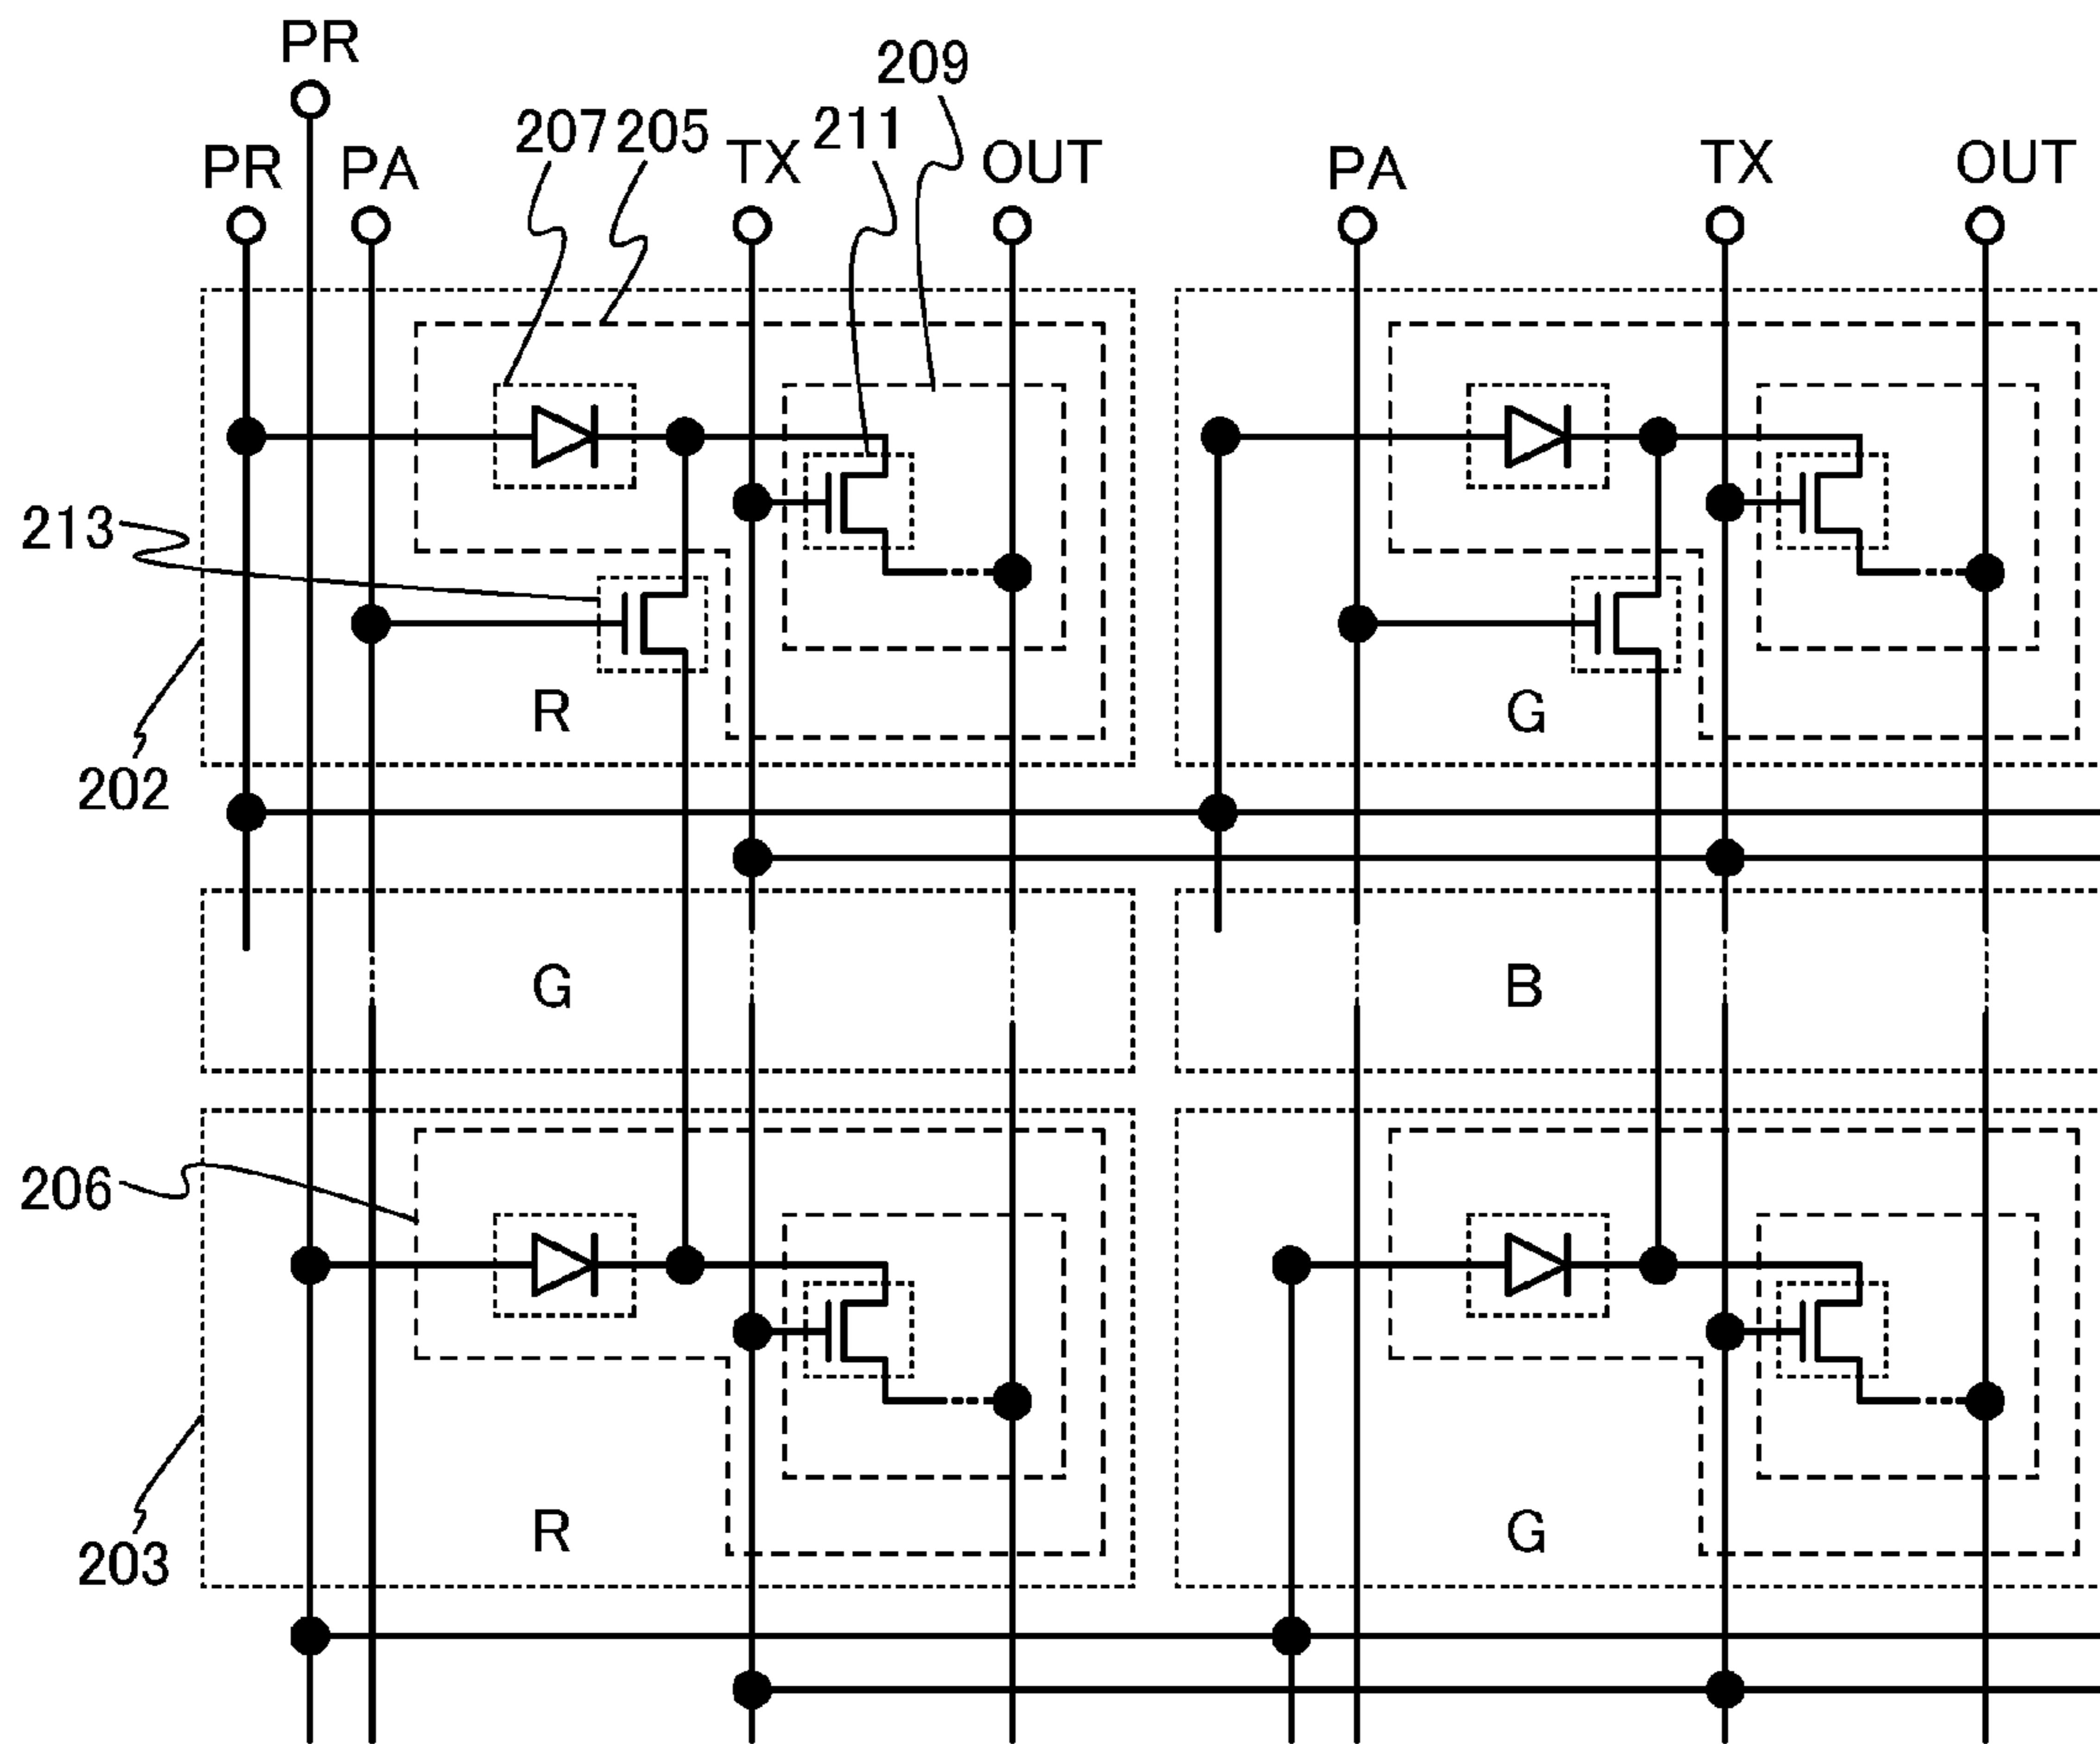 PR
209
207 205 211
PR PA TX OUT PA TX OUT
213
R G
202
G B
206
R G
203